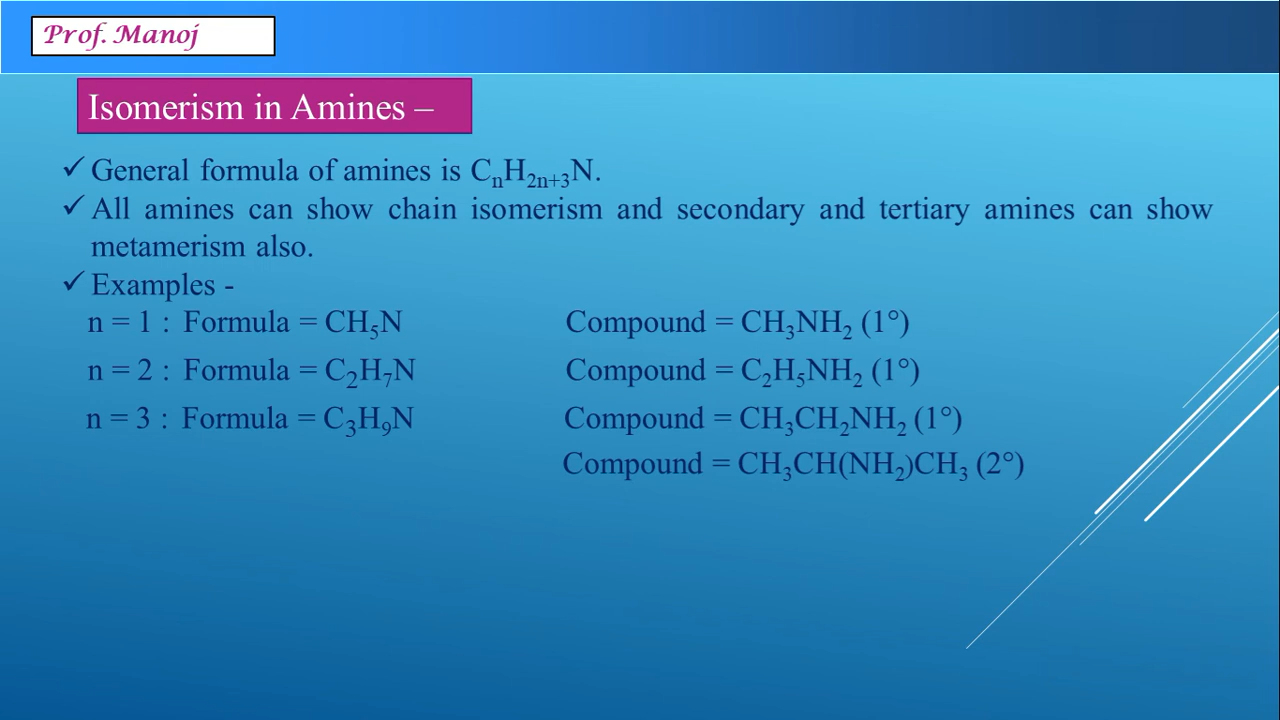 Prof. Manoj
Isomerism in Amines –
✓ General formula of amines is CₙH₂ₙ₊₃N.
✓ All amines can show chain isomerism and secondary and tertiary amines can show
metamerism also.
✓ Examples -
n = 1 : Formula = CH₅N Compound = CH₃NH₂ (1°)
n = 2 : Formula = C₂H₇N Compound = C₂H₅NH₂ (1°)
n = 3 : Formula = C₃H₉N Compound = CH₃CH₂NH₂ (1°)
Compound = CH₃CH(NH₂)CH₃ (2°)